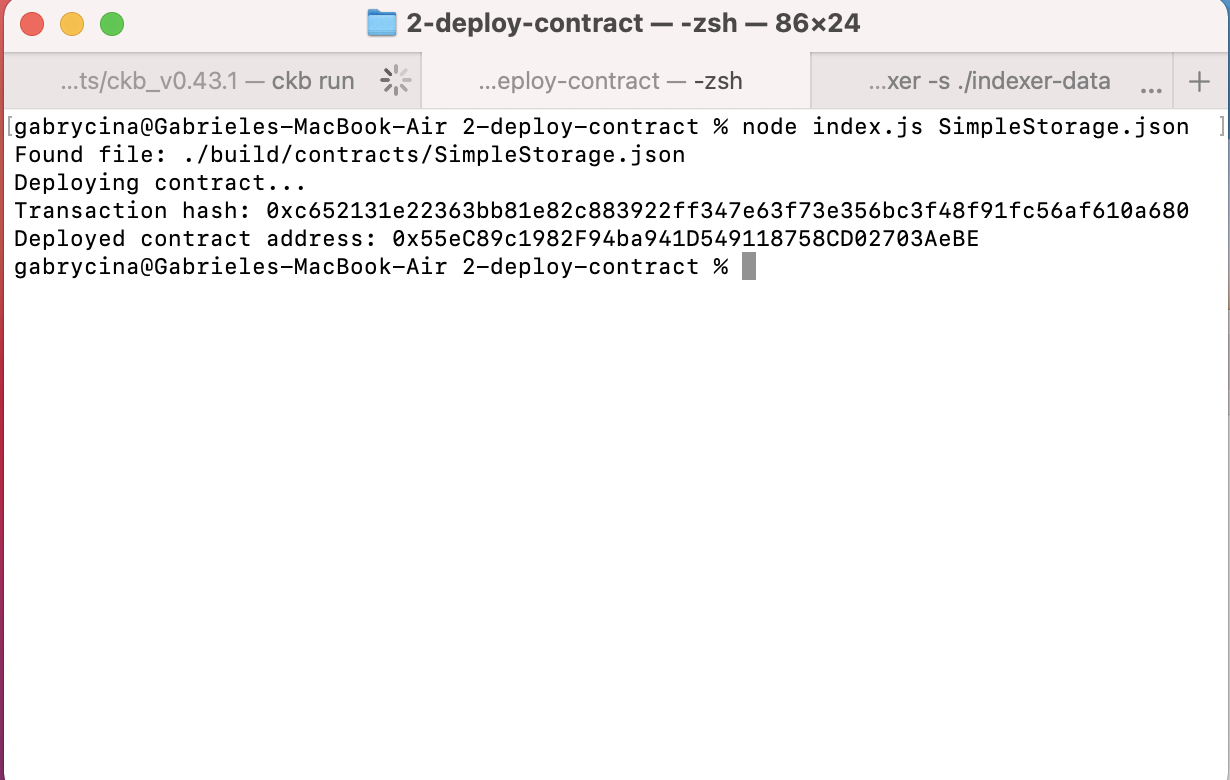 2-deploy-contract — -zsh — 86×24
...ts/ckb_v0.43.1 — ckb run
...eploy-contract — -zsh
...xer -s ./indexer-data
...
+
[gabrycina@Gabrieles-MacBook-Air 2-deploy-contract % node index.js SimpleStorage.json ]
Found file: ./build/contracts/SimpleStorage.json
Deploying contract...
Transaction hash: 0xc652131e22363bb81e82c883922ff347e63f73e356bc3f48f91fc56af610a680
Deployed contract address: 0x55eC89c1982F94ba941D549118758CD02703AeBE
gabrycina@Gabrieles-MacBook-Air 2-deploy-contract %